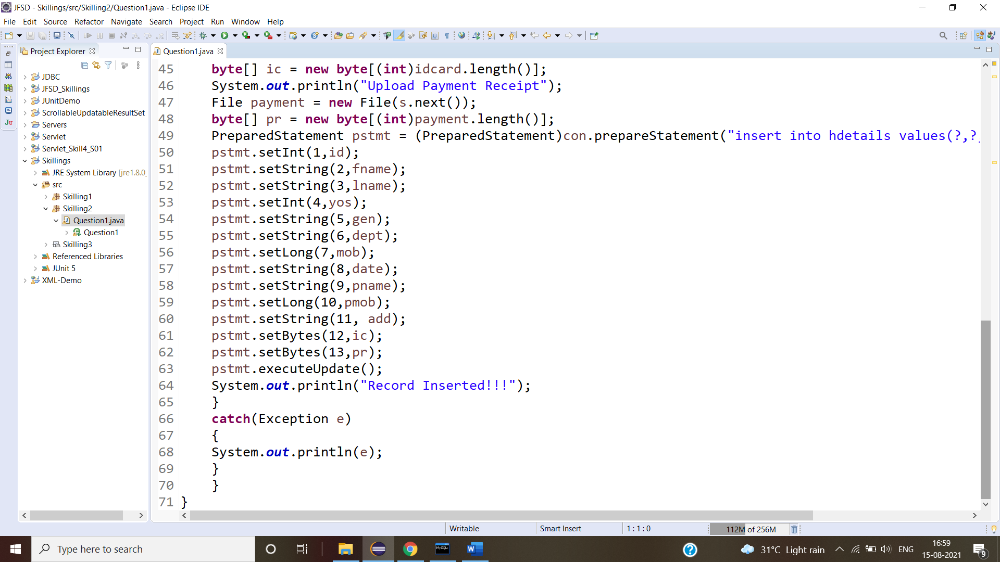 JFSD - Skillings/src/Skilling2/Question1.java - Eclipse IDE
File Edit Source Refactor Navigate Search Project Run Window Help
Project Explorer
JDBC
JFSD_Skillings
JUnitDemo
ScrollableUpdatableResultSet
Servers
Servlet
Servlet_Skill4_S01
Skillings
JRE System Library [jre1.8.0_
src
Skilling1
Skilling2
Question1.java
Question1
Skilling3
Referenced Libraries
JUnit 5
XML-Demo
Question1.java
45 byte[] ic = new byte[(int)idcard.length()];
46 System.out.println("Upload Payment Receipt");
47 File payment = new File(s.next());
48 byte[] pr = new byte[(int)payment.length()];
49 PreparedStatement pstmt = (PreparedStatement)con.prepareStatement("insert into hdetails values(?,?,
50 pstmt.setInt(1,id);
51 pstmt.setString(2,fname);
52 pstmt.setString(3,lname);
53 pstmt.setInt(4,yos);
54 pstmt.setString(5,gen);
55 pstmt.setString(6,dept);
56 pstmt.setLong(7,mob);
57 pstmt.setString(8,date);
58 pstmt.setString(9,pname);
59 pstmt.setLong(10,pmob);
60 pstmt.setString(11, add);
61 pstmt.setBytes(12,ic);
62 pstmt.setBytes(13,pr);
63 pstmt.executeUpdate();
64 System.out.println("Record Inserted!!!");
65 }
66 catch(Exception e)
67 {
68 System.out.println(e);
69 }
70 }
71 }
Writable Smart Insert 1 : 1 : 0 112M of 256M
Type here to search
31°C Light rain ENG 16:59
15-08-2021
9